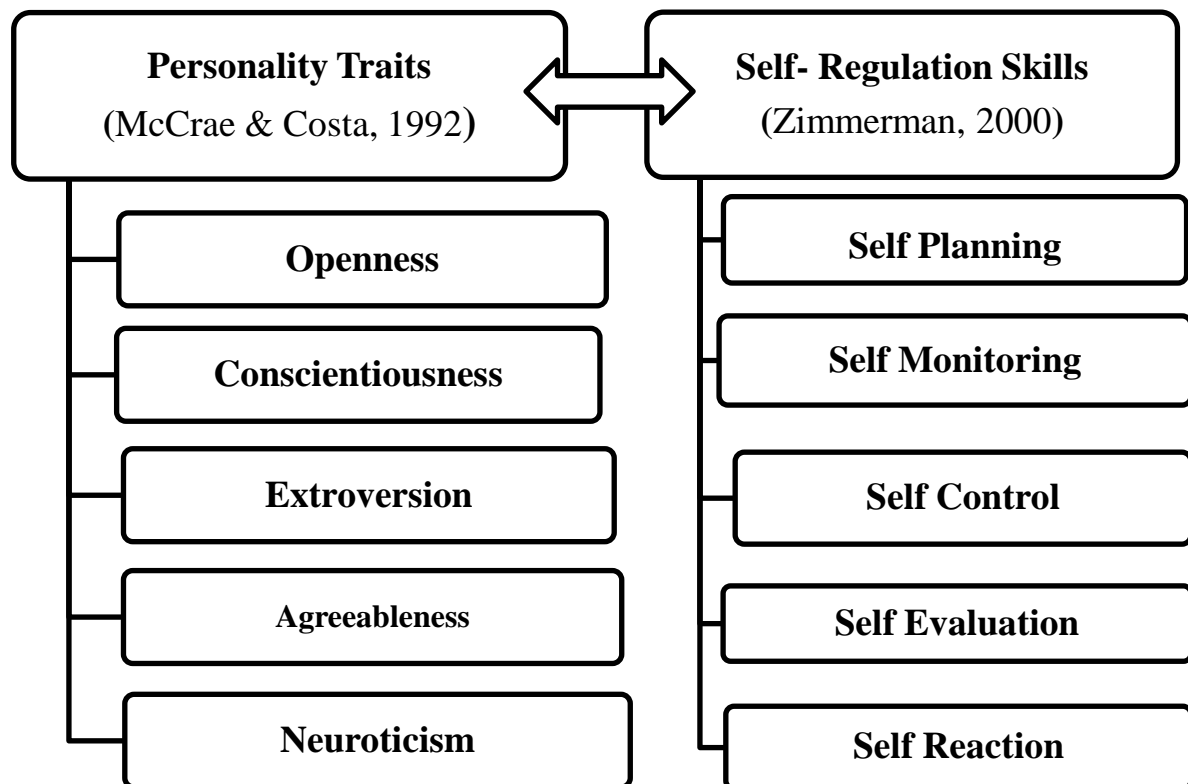 Personality Traits
(McCrae & Costa, 1992)
Openness
Conscientiousness
Extroversion
Agreeableness
Neuroticism
Self- Regulation Skills
(Zimmerman, 2000)
Self Planning
Self Monitoring
Self Control
Self Evaluation
Self Reaction